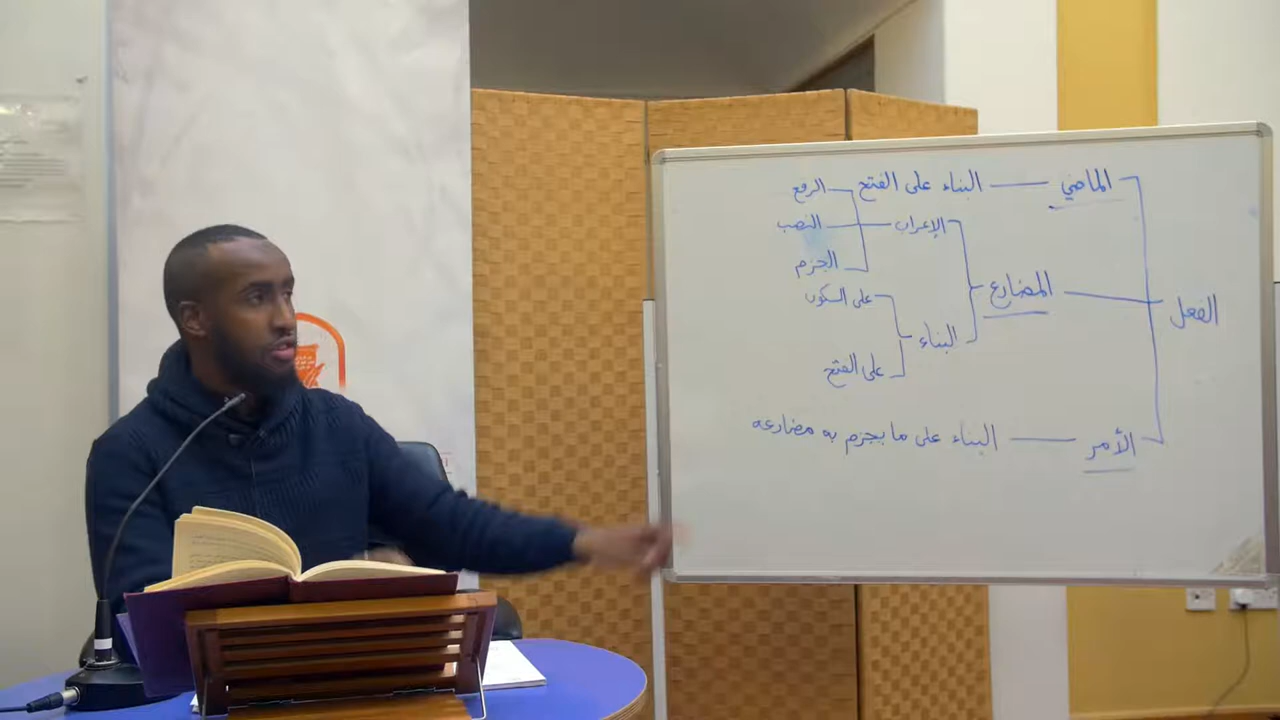 الماضي — البناء على الفتح
الرفع
الإعراب
النصب
الجزم
الفعل
المضارع
على السكون
البناء
على الفتح
الأمر — البناء على ما يجزم به مضارعه